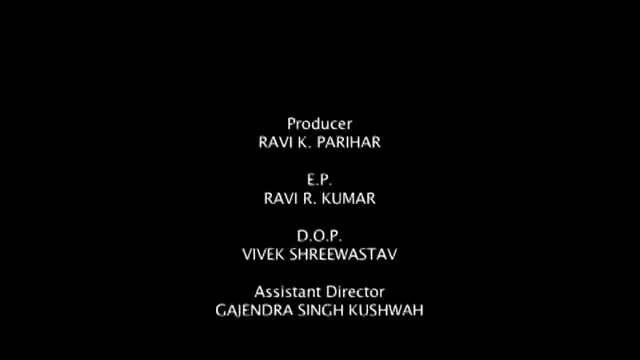 Producer
RAVI K. PARIHAR
E.P.
RAVI R. KUMAR
D.O.P.
VIVEK SHREEWASTAV
Assistant Director
GAJENDRA SINGH KUSHWAH